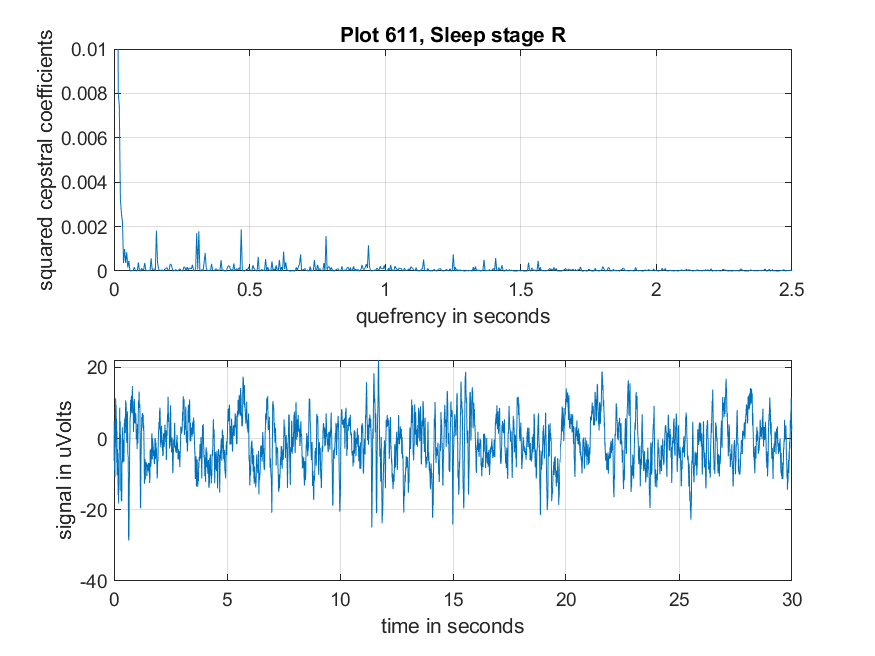 Plot 611, Sleep stage R
squared cepstral coefficients
0.01
0.008
0.006
0.004
0.002
0
0 0.5 1 1.5 2 2.5
quefrency in seconds
signal in uVolts
20
0
-20
-40
0 5 10 15 20 25 30
time in seconds